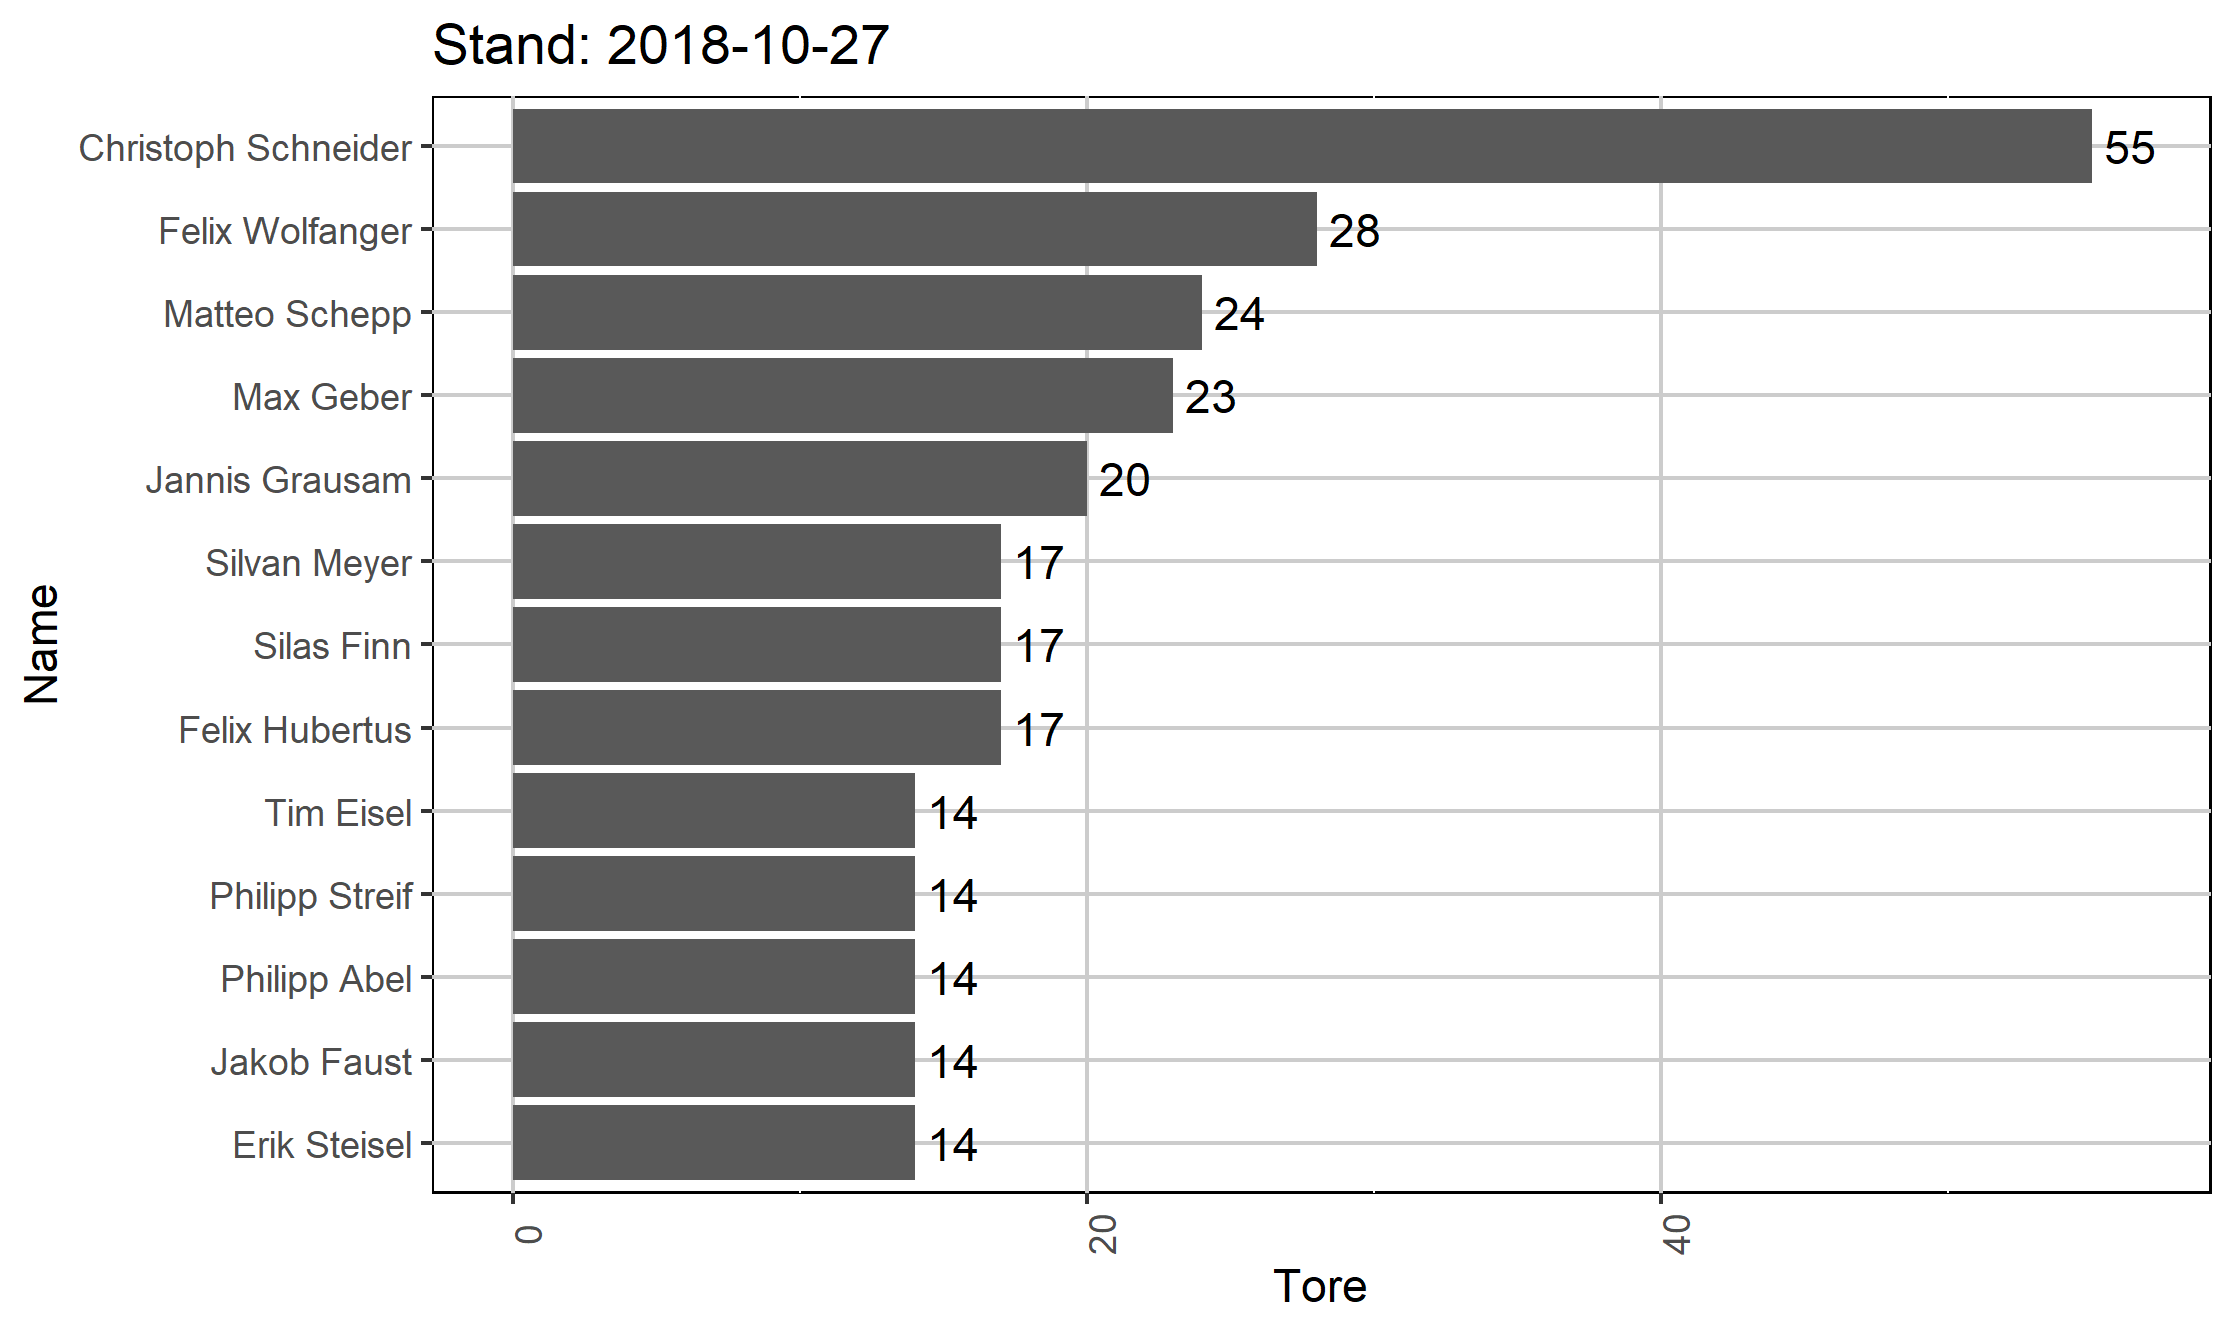 Stand: 2018-10-27
Christoph Schneider 55
Felix Wolfanger 28
Matteo Schepp 24
Max Geber 23
Jannis Grausam 20
Silvan Meyer 17
Silas Finn 17
Felix Hubertus 17
Tim Eisel 14
Philipp Streif 14
Philipp Abel 14
Jakob Faust 14
Erik Steisel 14
Name
0 20 40
Tore